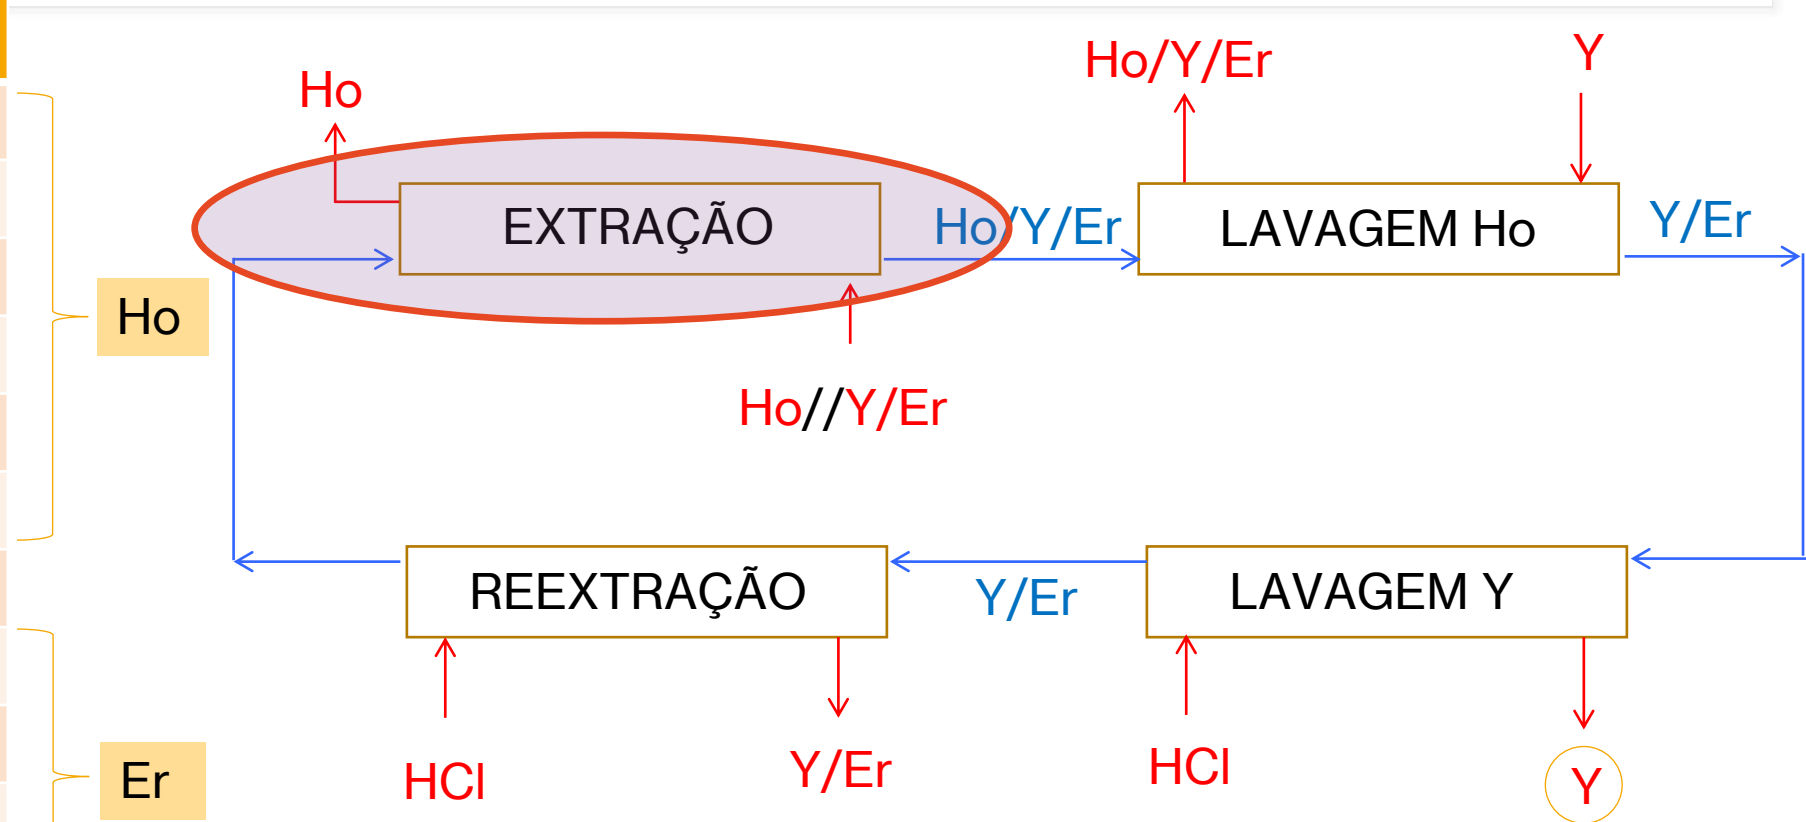 Ho/Y/Er
Y
Ho
EXTRAÇÃO
Ho/Y/Er
LAVAGEM Ho
Y/Er
Ho
Ho//Y/Er
REEXTRAÇÃO
Y/Er
LAVAGEM Y
Er
HCl
Y/Er
HCl
Y